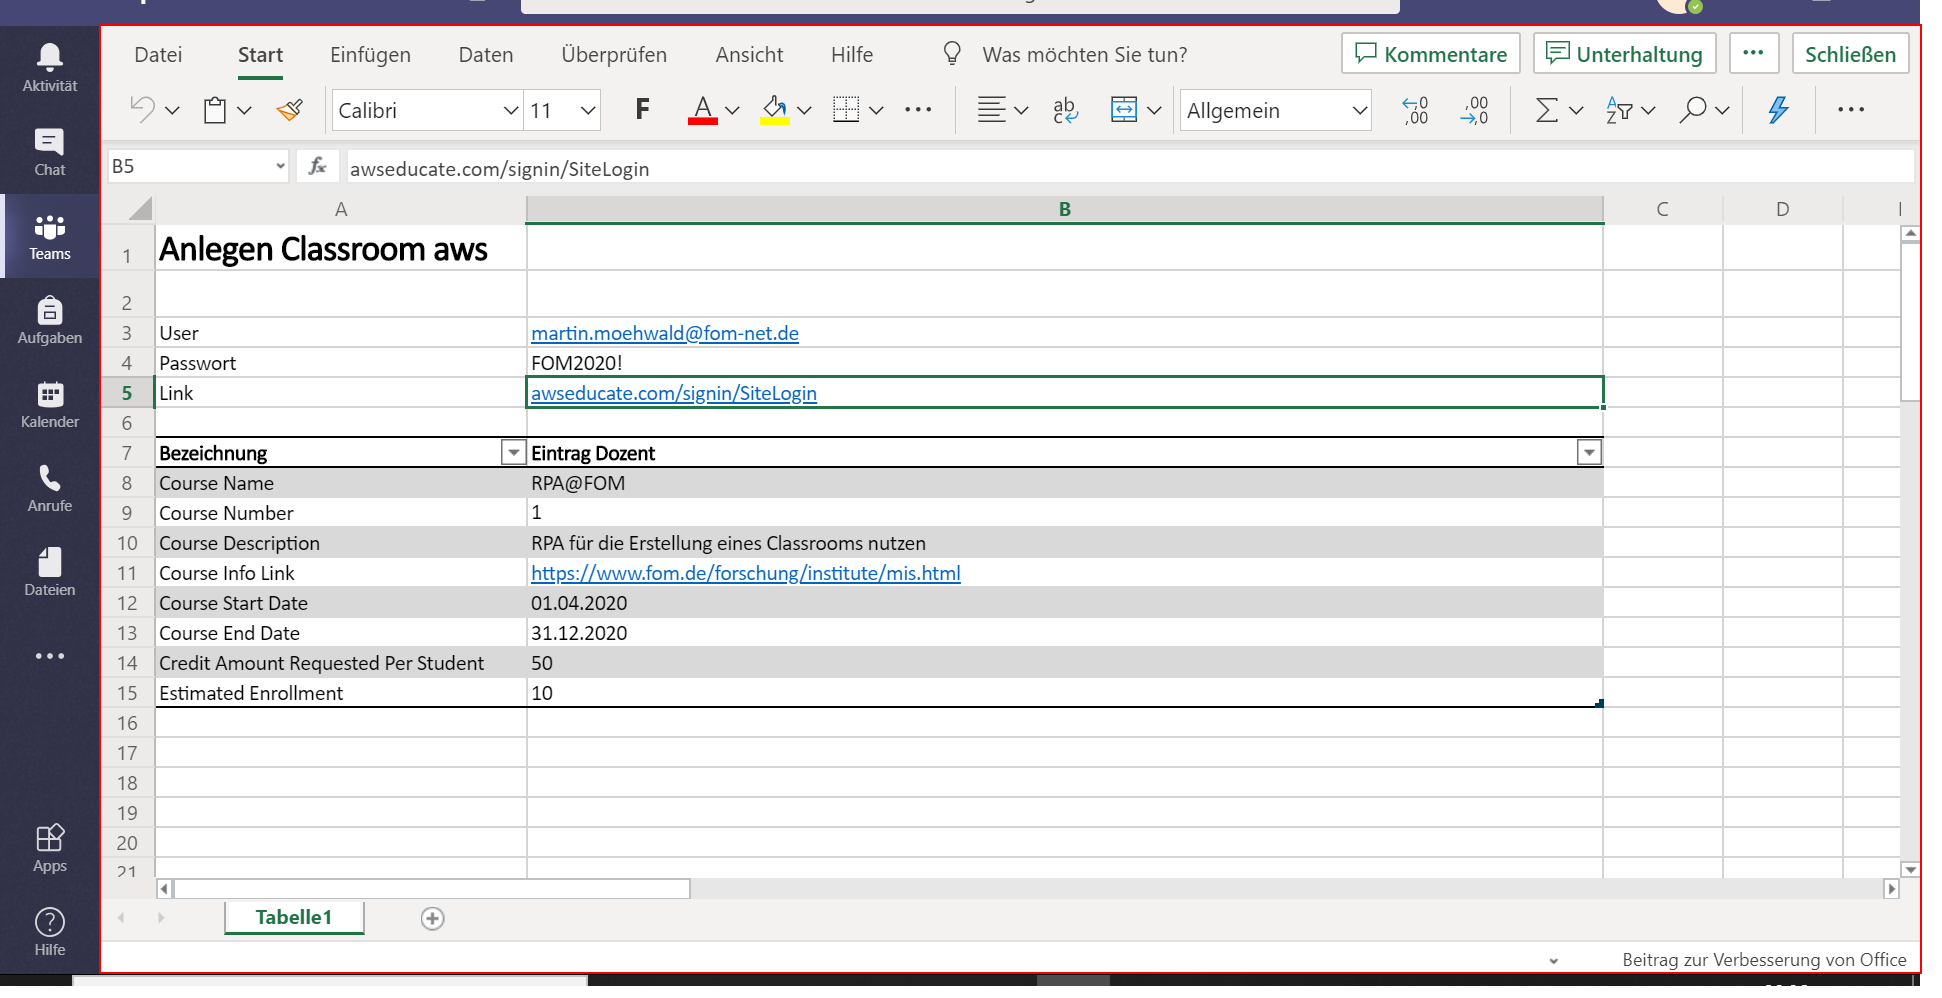 Datei Start Einfügen Daten Überprüfen Ansicht Hilfe Was möchten Sie tun? Kommentare Unterhaltung ... Schließen
Calibri 11 F A ab c Allgemein ,0 ,00 ,00 ,0 Σ A Z ...
B5 fx awseducate.com/signin/SiteLogin
A B C D
1 Anlegen Classroom aws
2
3 User martin.moehwald@fom-net.de
4 Passwort FOM2020!
5 Link awseducate.com/signin/SiteLogin
6
7 Bezeichnung Eintrag Dozent
8 Course Name RPA@FOM
9 Course Number 1
10 Course Description RPA für die Erstellung eines Classrooms nutzen
11 Course Info Link https://www.fom.de/forschung/institute/mis.html
12 Course Start Date 01.04.2020
13 Course End Date 31.12.2020
14 Credit Amount Requested Per Student 50
15 Estimated Enrollment 10
16
17
18
19
20
21
Tabelle1
Beitrag zur Verbesserung von Office
Aktivität
Chat
Teams
Aufgaben
Kalender
Anrufe
Dateien
...
Apps
Hilfe